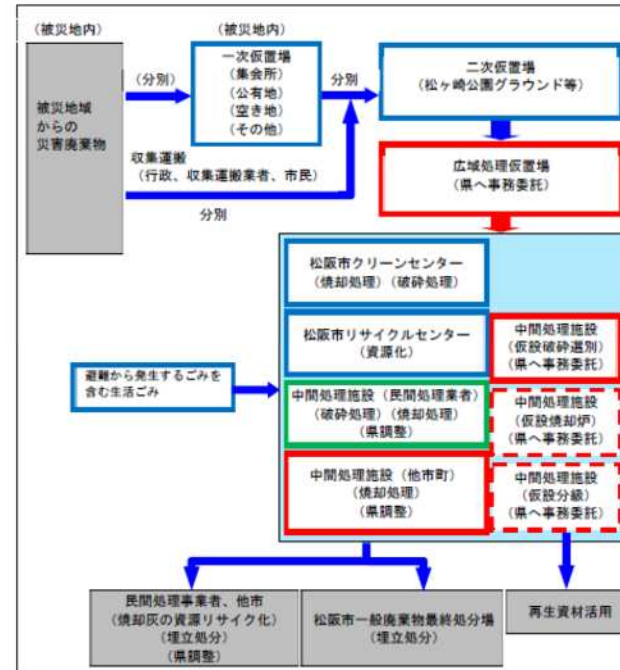 （被災地内）
（被災地内）
被災地域
からの
災害廃棄物
（分別）
一次仮置場
（集会所）
（公有地）
（空き地）
（その他）
分別
二次仮置場
（松ヶ崎公園グラウンド等）
収集運搬
（行政、収集運搬業者、市民）
分別
広域処理仮置場
（県へ事務委託）
松阪市クリーンセンター
（焼却処理）（破砕処理）
松阪市リサイクルセンター
（資源化）
中間処理施設
（仮設破砕選別）
（県へ事務委託）
避難から発生するごみを
含む生活ごみ
中間処理施設（民間処理業者）
（破砕処理）（焼却処理）
（県調整）
中間処理施設
（仮設焼却炉）
（県へ事務委託）
中間処理施設（他市町）
（焼却処理）
（県調整）
中間処理施設
（仮設分級）
（県へ事務委託）
民間処理事業者、他市
（焼却灰の資源リサイク化）
（埋立処分）
（県調整）
松阪市一般廃棄物最終処分場
（埋立処分）
再生資材活用